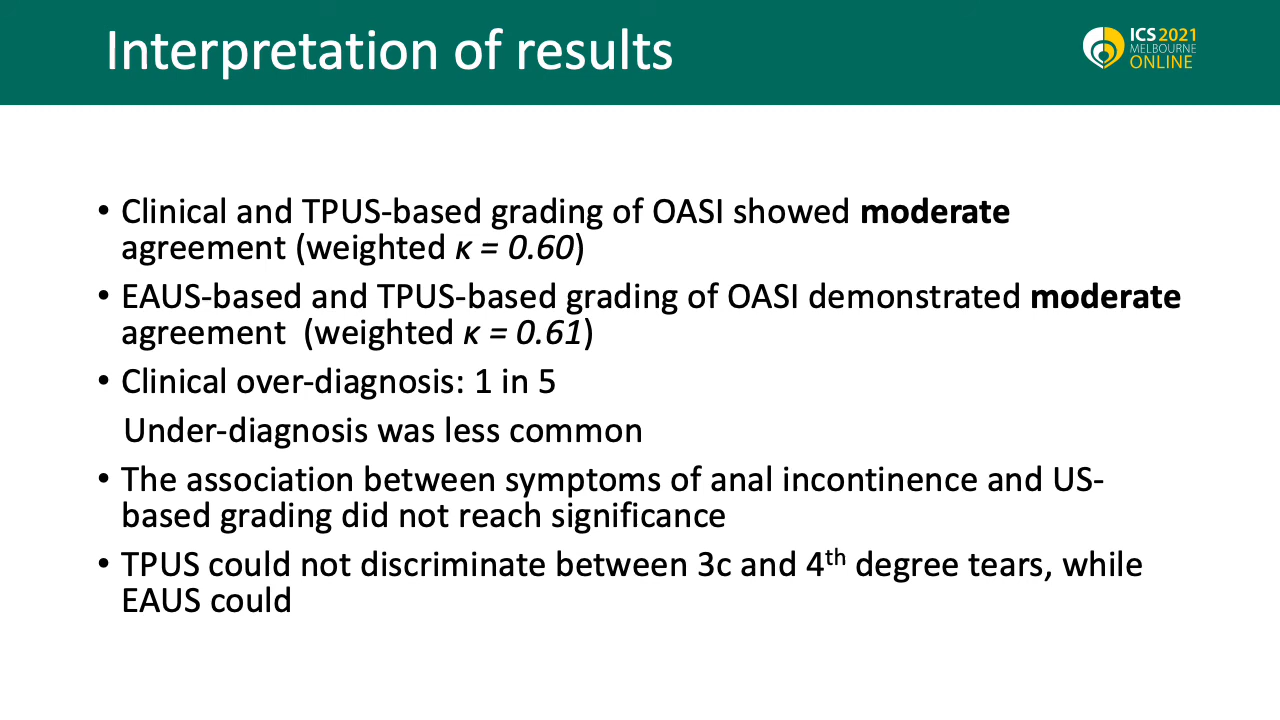 Interpretation of results
ICS 2021
MELBOURNE
ONLINE
• Clinical and TPUS-based grading of OASI showed moderate
agreement (weighted κ = 0.60)
• EAUS-based and TPUS-based grading of OASI demonstrated moderate
agreement (weighted κ = 0.61)
• Clinical over-diagnosis: 1 in 5
Under-diagnosis was less common
• The association between symptoms of anal incontinence and US-
based grading did not reach significance
• TPUS could not discriminate between 3c and 4th degree tears, while
EAUS could